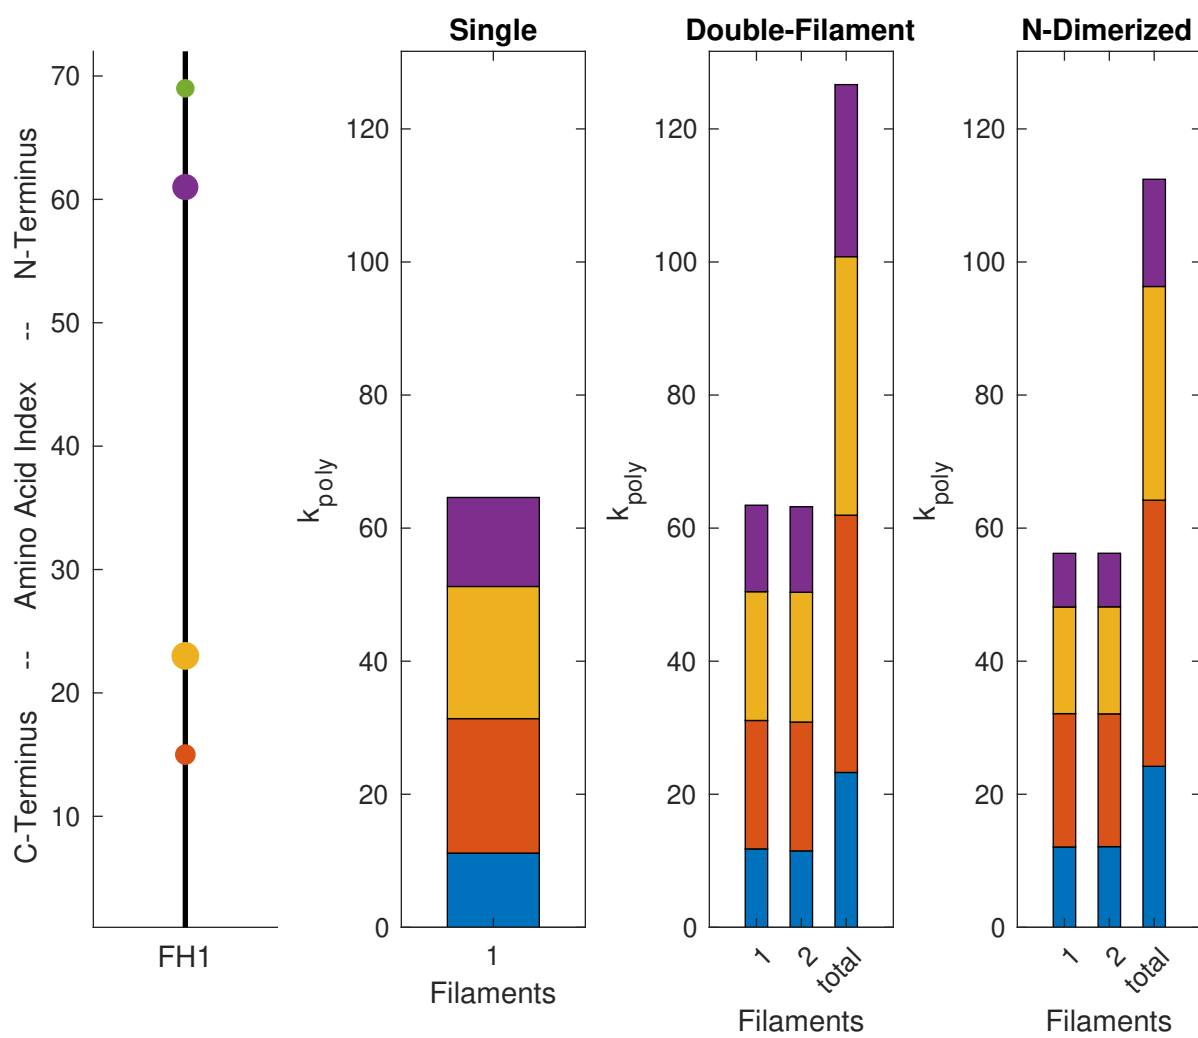 Single
Double-Filament
N-Dimerized
C-Terminus -- Amino Acid Index -- N-Terminus
70
60
50
40
30
20
10
FH1
k_poly
120
100
80
60
40
20
0
1
Filaments
k_poly
120
100
80
60
40
20
0
1
2
total
Filaments
k_poly
120
100
80
60
40
20
0
1
2
total
Filaments